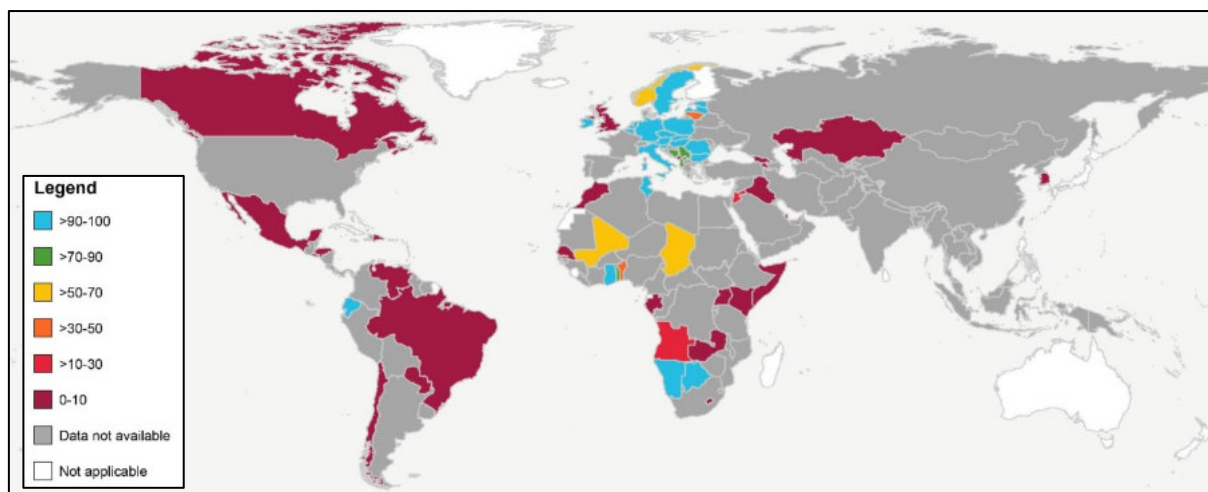 Legend
>90-100
>70-90
>50-70
>30-50
>10-30
0-10
Data not available
Not applicable